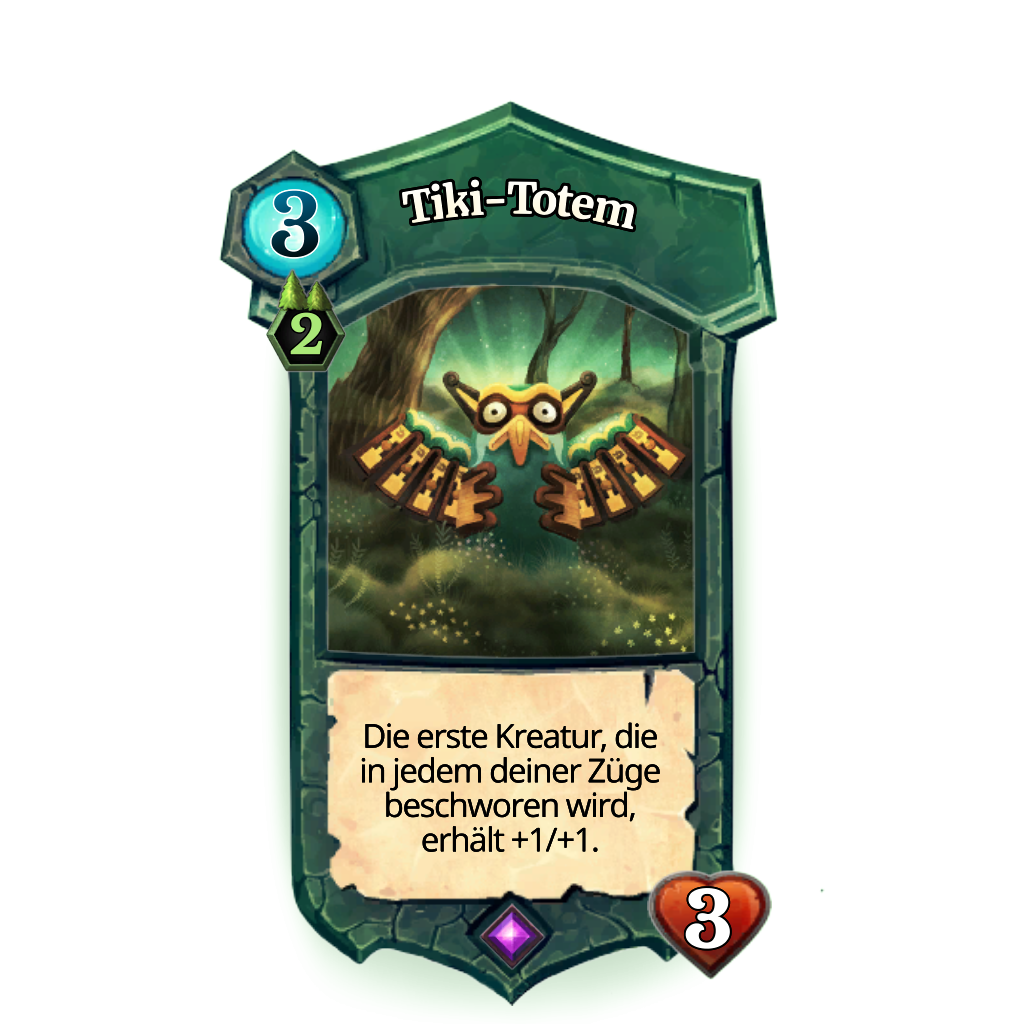 3
Tiki-Totem
2
Die erste Kreatur, die
in jedem deiner Züge
beschworen wird,
erhält +1/+1.
3